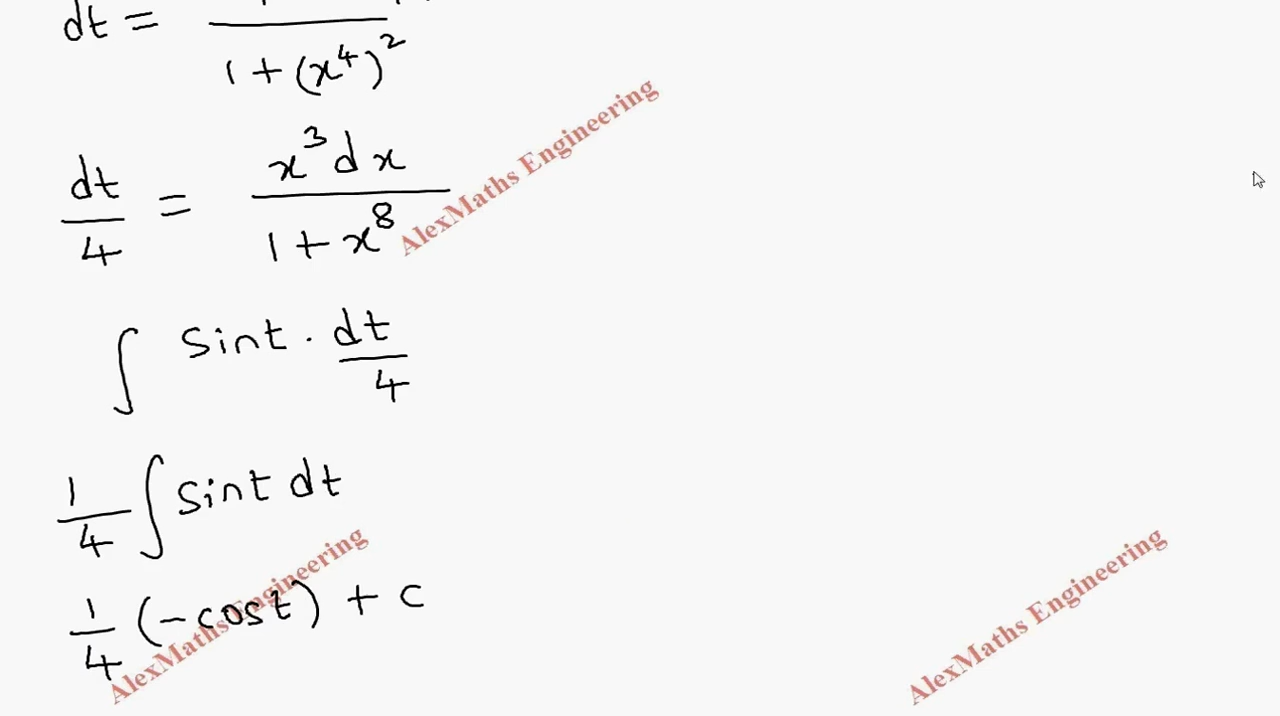 dt = 1 + (x⁴)²
dt/4 = x³dx / 1 + x⁸
∫ sint · dt/4
1/4 ∫ sint dt
1/4 (-cost) + c
AlexMaths Engineering
AlexMaths Engineering
AlexMaths Engineering